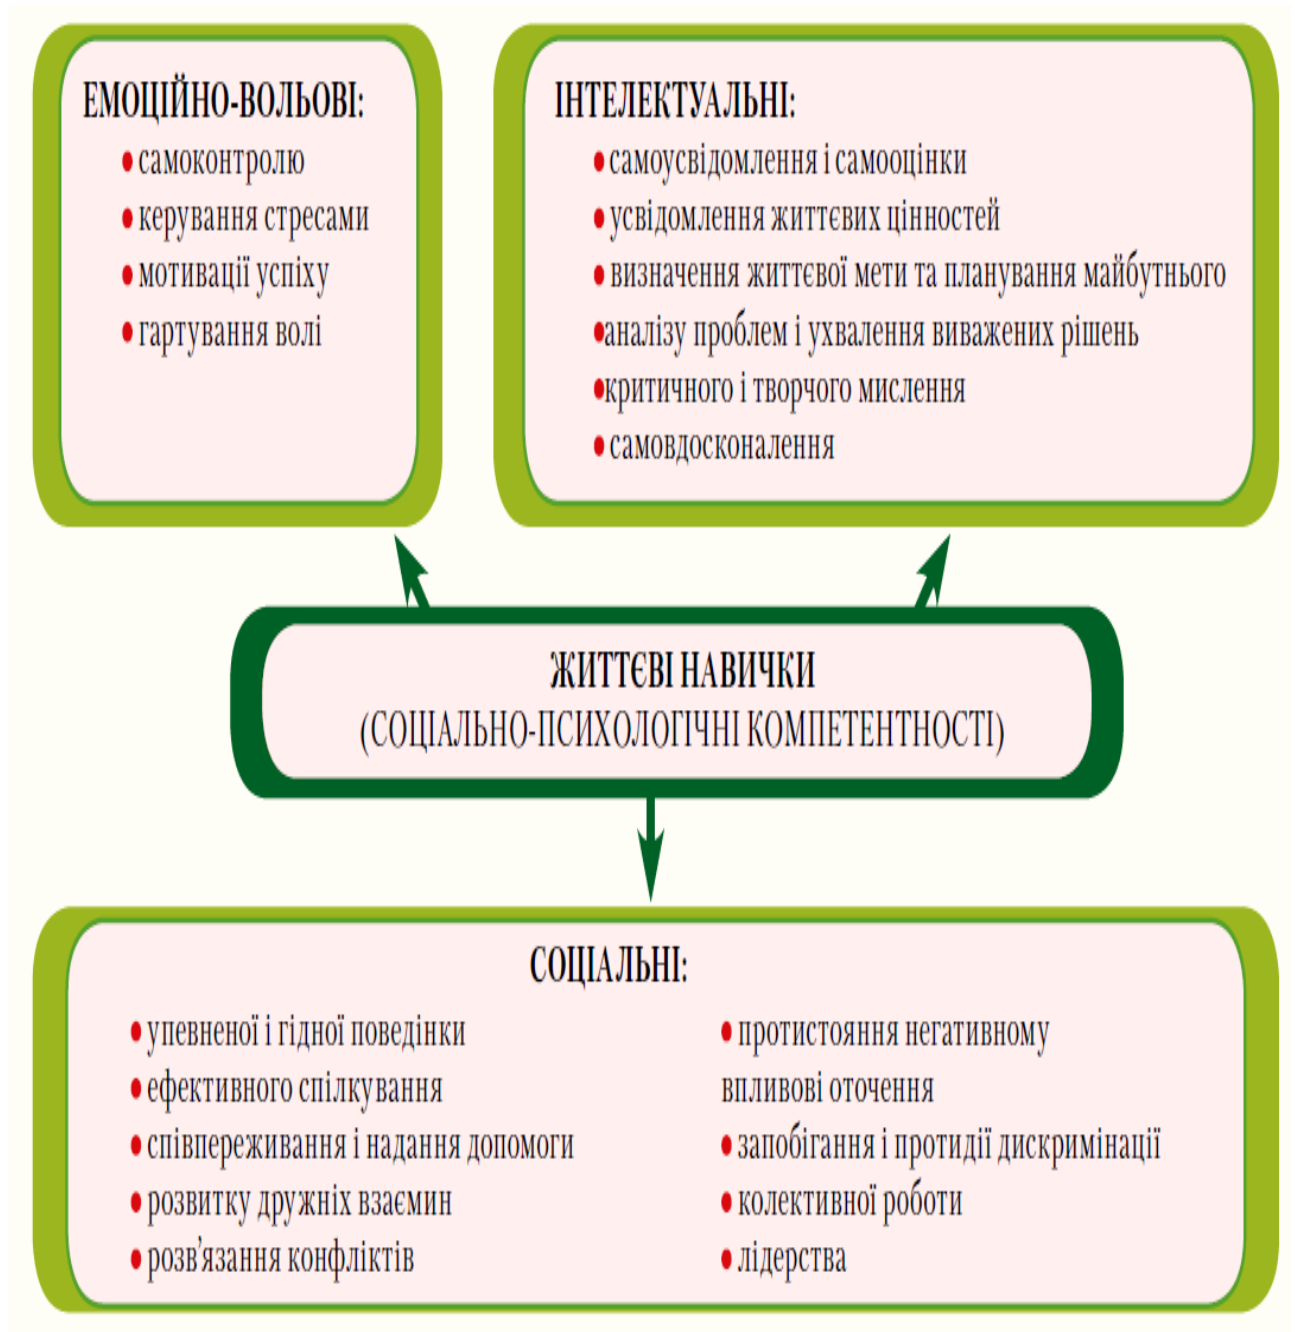 ЕМОЦІЙНО-ВОЛЬОВІ:
• самоконтролю
• керування стресами
• мотивації успіху
• гартування волі
ІНТЕЛЕКТУАЛЬНІ:
• самоусвідомлення і самооцінки
• усвідомлення життєвих цінностей
• визначення життєвої мети та планування майбутнього
•аналізу проблем і ухвалення виважених рішень
•критичного і творчого мислення
• самовдосконалення
ЖИТТЄВІ НАВИЧКИ
(СОЦІАЛЬНО-ПСИХОЛОГІЧНІ КОМПЕТЕНТНОСТІ)
СОЦІАЛЬНІ:
• упевненої і гідної поведінки
• ефективного спілкування
• співпереживання і надання допомоги
• розвитку дружніх взаємин
• розв’язання конфліктів
• протистояння негативному
впливові оточення
• запобігання і протидії дискримінації
• колективної роботи
• лідерства